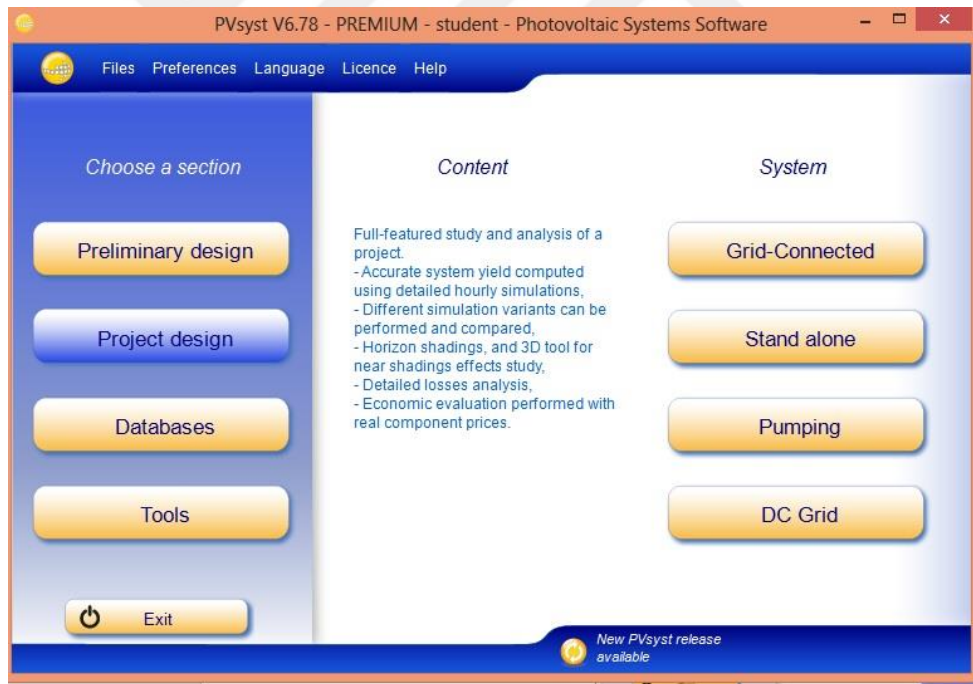 PVsyst V6.78 - PREMIUM - student - Photovoltaic Systems Software
Files Preferences Language Licence Help
Choose a section
Preliminary design
Project design
Databases
Tools
Exit
Content
Full-featured study and analysis of a
project.
- Accurate system yield computed
using detailed hourly simulations,
- Different simulation variants can be
performed and compared,
- Horizon shadings, and 3D tool for
near shadings effects study,
- Detailed losses analysis,
- Economic evaluation performed with
real component prices.
System
Grid-Connected
Stand alone
Pumping
DC Grid
New PVsyst release
available